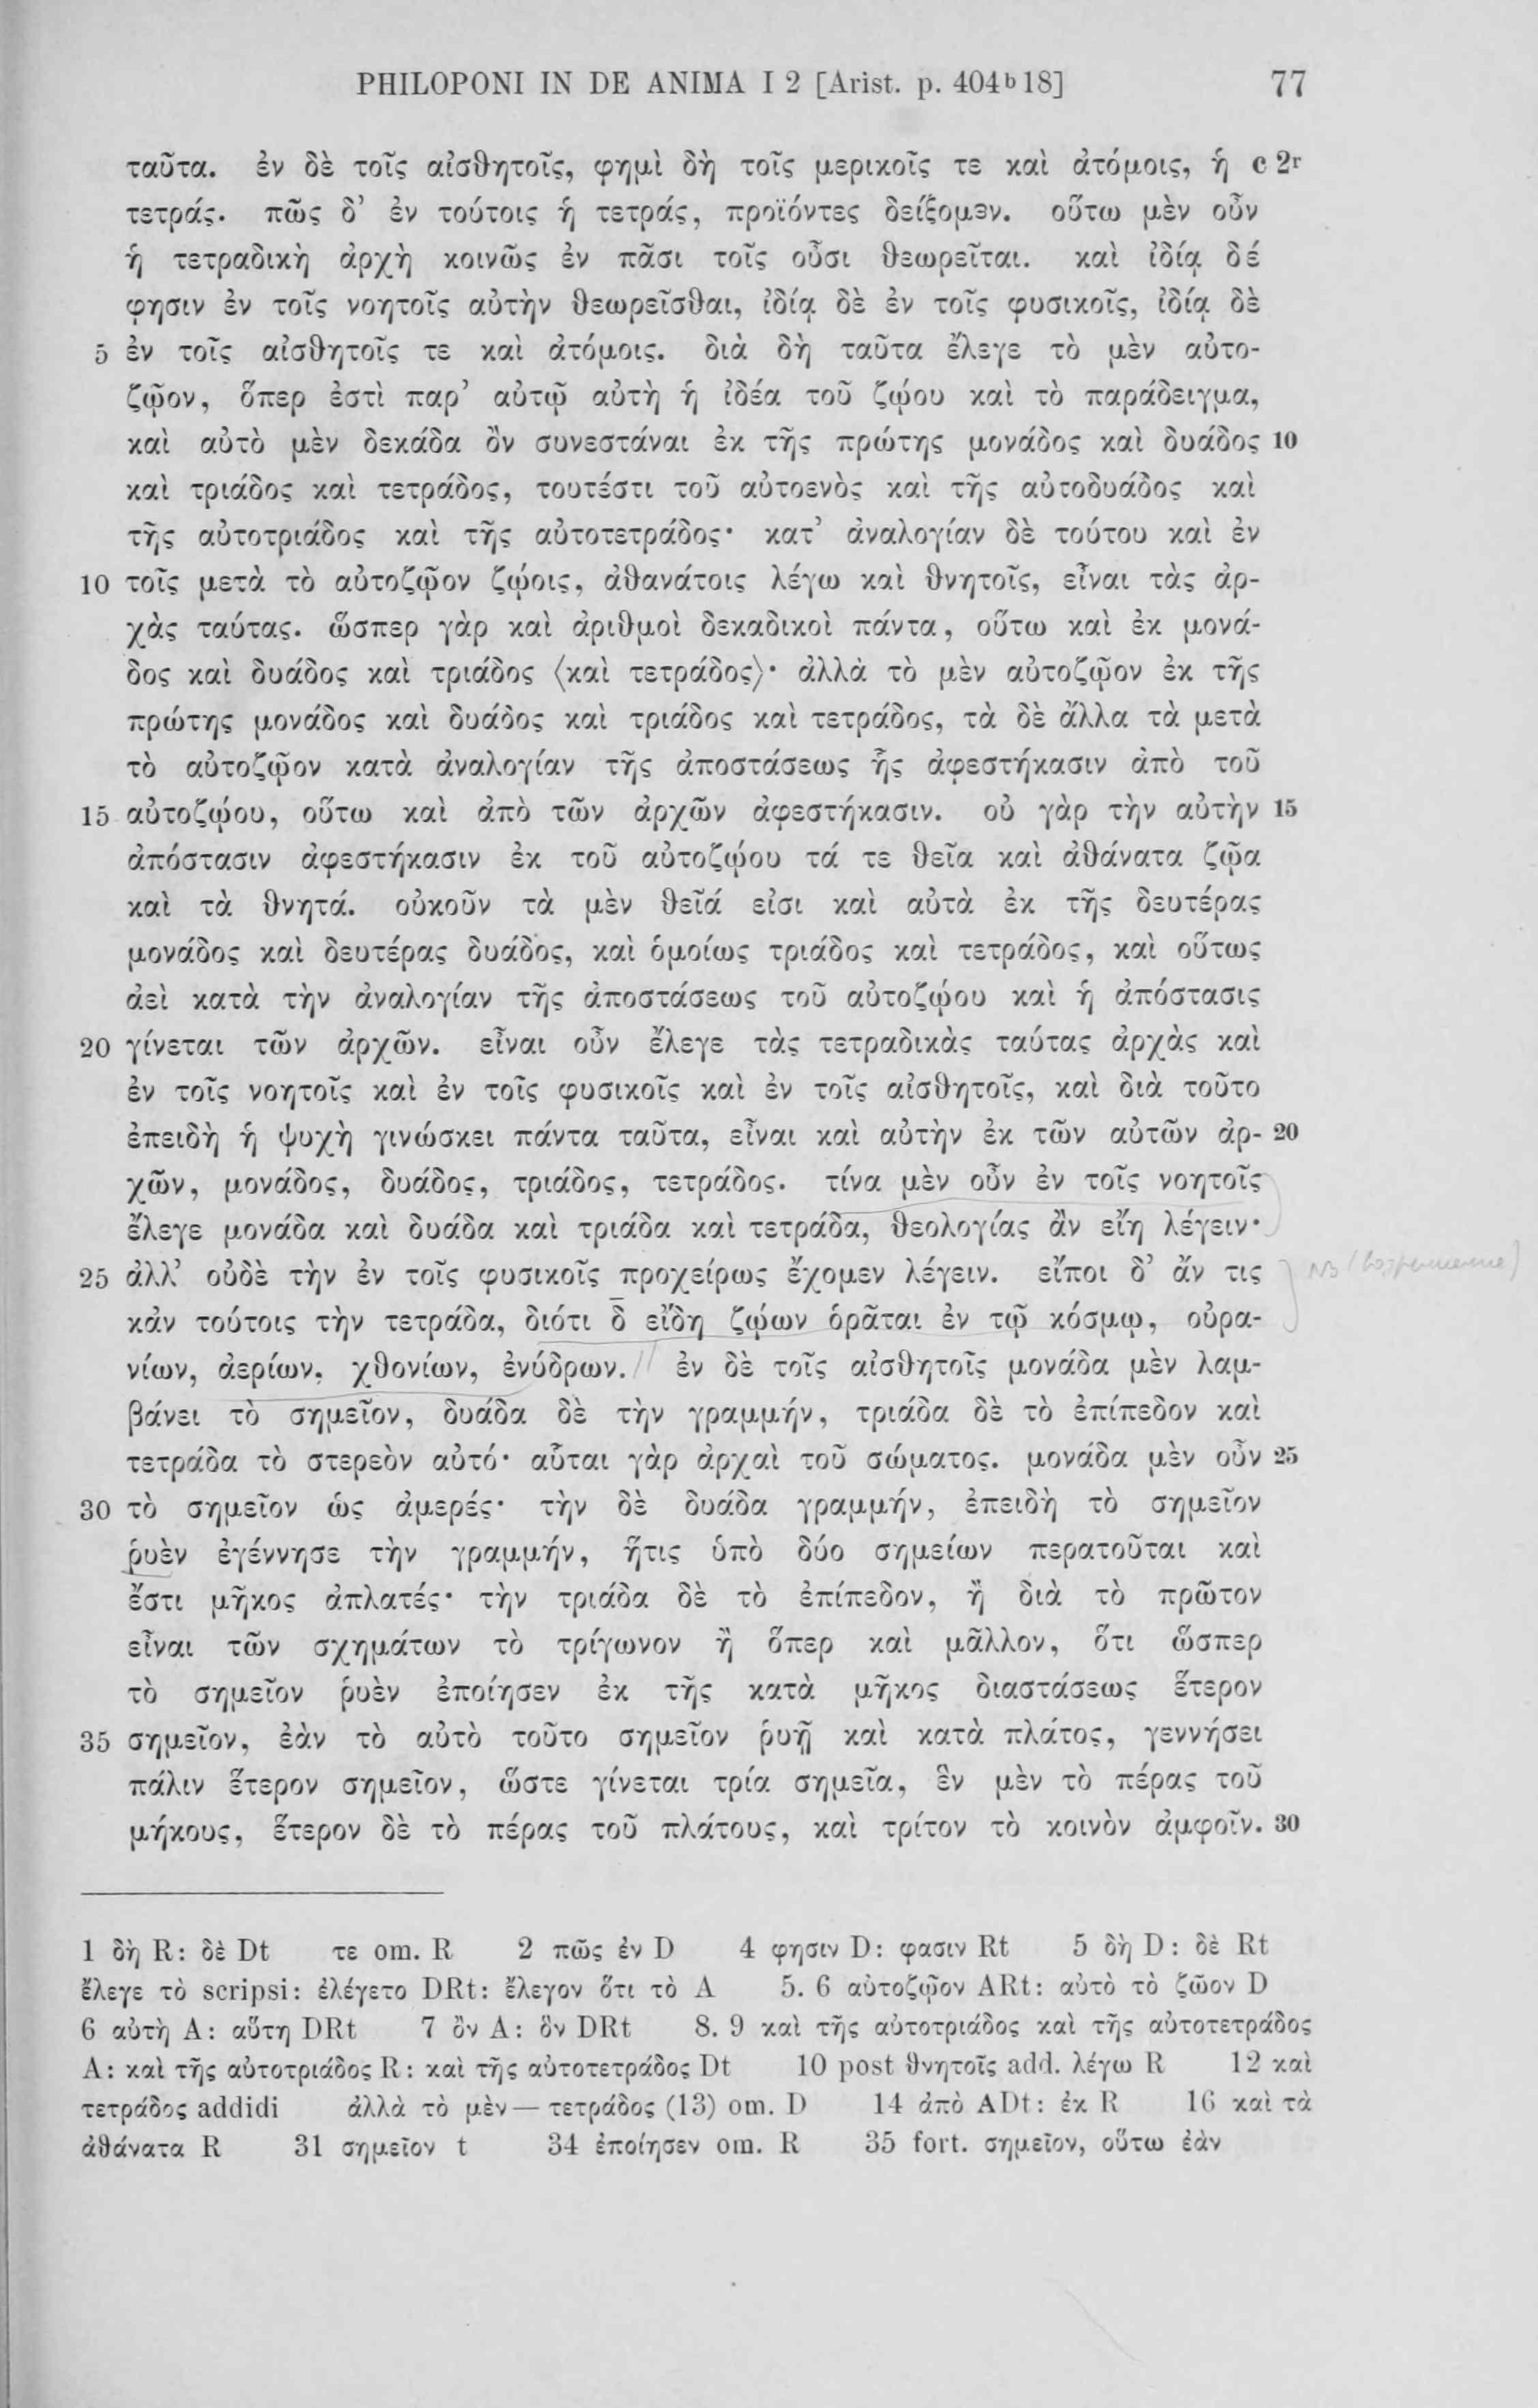 PHILOPONI IN DE ANIMA I 2 [Arist. p. 404b18] 77
ταῦτα. ἐν δὲ τοῖς αἰσθητοῖς, φημὶ δὴ τοῖς μερικοῖς τε καὶ ἀτόμοις, ἡ c 2r
τετράς. πῶς δ' ἐν τούτοις ἡ τετράς, προϊόντες δείξομεν. οὕτω μὲν οὖν
ἡ τετραδικὴ ἀρχὴ κοινῶς ἐν πᾶσι τοῖς οὖσι θεωρεῖται. καὶ ἰδίᾳ δέ
φησιν ἐν τοῖς νοητοῖς αὐτὴν θεωρεῖσθαι, ἰδίᾳ δὲ ἐν τοῖς φυσικοῖς, ἰδίᾳ δὲ
5 ἐν τοῖς αἰσθητοῖς τε καὶ ἀτόμοις. διὰ δὴ ταῦτα ἔλεγε τὸ μὲν αὐτο-
ζῷον, ὅπερ ἐστὶ παρ' αὐτῷ αὐτὴ ἡ ἰδέα τοῦ ζῴου καὶ τὸ παράδειγμα,
καὶ αὐτὸ μὲν δεκάδα ὂν συνεστάναι ἐκ τῆς πρώτης μονάδος καὶ δυάδος 10
καὶ τριάδος καὶ τετράδος, τουτέστι τοῦ αὐτοενὸς καὶ τῆς αὐτοδυάδος καὶ
τῆς αὐτοτριάδος καὶ τῆς αὐτοτετράδος· κατ' ἀναλογίαν δὲ τούτου καὶ ἐν
10 τοῖς μετὰ τὸ αὐτοζῷον ζῴοις, ἀθανάτοις λέγω καὶ θνητοῖς, εἶναι τὰς ἀρ-
χὰς ταύτας. ὥσπερ γὰρ καὶ ἀριθμοὶ δεκαδικοὶ πάντα, οὕτω καὶ ἐκ μονά-
δος καὶ δυάδος καὶ τριάδος ⟨καὶ τετράδος⟩· ἀλλὰ τὸ μὲν αὐτοζῷον ἐκ τῆς
πρώτης μονάδος καὶ δυάδος καὶ τριάδος καὶ τετράδος, τὰ δὲ ἄλλα τὰ μετὰ
τὸ αὐτοζῷον κατὰ ἀναλογίαν τῆς ἀποστάσεως ἧς ἀφεστήκασιν ἀπὸ τοῦ
15 αὐτοζῴου, οὕτω καὶ ἀπὸ τῶν ἀρχῶν ἀφεστήκασιν. οὐ γὰρ τὴν αὐτὴν 15
ἀπόστασιν ἀφεστήκασιν ἐκ τοῦ αὐτοζῴου τά τε θεῖα καὶ ἀθάνατα ζῷα
καὶ τὰ θνητά. οὐκοῦν τὰ μὲν θεῖά εἰσι καὶ αὐτὰ ἐκ τῆς δευτέρας
μονάδος καὶ δευτέρας δυάδος, καὶ ὁμοίως τριάδος καὶ τετράδος, καὶ οὕτως
ἀεὶ κατὰ τὴν ἀναλογίαν τῆς ἀποστάσεως τοῦ αὐτοζῴου καὶ ἡ ἀπόστασις
20 γίνεται τῶν ἀρχῶν. εἶναι οὖν ἔλεγε τὰς τετραδικὰς ταύτας ἀρχὰς καὶ
ἐν τοῖς νοητοῖς καὶ ἐν τοῖς φυσικοῖς καὶ ἐν τοῖς αἰσθητοῖς, καὶ διὰ τοῦτο
ἐπειδὴ ἡ ψυχὴ γινώσκει πάντα ταῦτα, εἶναι καὶ αὐτὴν ἐκ τῶν αὐτῶν ἀρ- 20
χῶν, μονάδος, δυάδος, τριάδος, τετράδος. τίνα μὲν οὖν ἐν τοῖς νοητοῖς
ἔλεγε μονάδα καὶ δυάδα καὶ τριάδα καὶ τετράδα, θεολογίας ἂν εἴη λέγειν·
25 ἀλλ' οὐδὲ τὴν ἐν τοῖς φυσικοῖς προχείρως ἔχομεν λέγειν. εἴποι δ' ἄν τις
κἀν τούτοις τὴν τετράδα, διότι δ̅ εἴδη ζῴων ὁρᾶται ἐν τῷ κόσμῳ, οὐρα-
νίων, ἀερίων, χθονίων, ἐνύδρων. ἐν δὲ τοῖς αἰσθητοῖς μονάδα μὲν λαμ-
βάνει τὸ σημεῖον, δυάδα δὲ τὴν γραμμήν, τριάδα δὲ τὸ ἐπίπεδον καὶ
τετράδα τὸ στερεὸν αὐτό· αὗται γὰρ ἀρχαὶ τοῦ σώματος. μονάδα μὲν οὖν 25
30 τὸ σημεῖον ὡς ἀμερές· τὴν δὲ δυάδα γραμμήν, ἐπειδὴ τὸ σημεῖον
ῥυὲν ἐγέννησε τὴν γραμμήν, ἥτις ὑπὸ δύο σημείων περατοῦται καὶ
ἔστι μῆκος ἀπλατές· τὴν τριάδα δὲ τὸ ἐπίπεδον, ἢ διὰ τὸ πρῶτον
εἶναι τῶν σχημάτων τὸ τρίγωνον ἢ ὅπερ καὶ μᾶλλον, ὅτι ὥσπερ
τὸ σημεῖον ῥυὲν ἐποίησεν ἐκ τῆς κατὰ μῆκος διαστάσεως ἕτερον
35 σημεῖον, ἐὰν τὸ αὐτὸ τοῦτο σημεῖον ῥυῇ καὶ κατὰ πλάτος, γεννήσει
πάλιν ἕτερον σημεῖον, ὥστε γίνεται τρία σημεῖα, ἓν μὲν τὸ πέρας τοῦ
μήκους, ἕτερον δὲ τὸ πέρας τοῦ πλάτους, καὶ τρίτον τὸ κοινὸν ἀμφοῖν. 30
1 δὴ R: δὲ Dt τε om. R 2 πῶς ἐν D 4 φησιν D: φασιν Rt 5 δὴ D: δὲ Rt
ἔλεγε τὸ scripsi: ἐλέγετο DRt: ἔλεγον ὅτι τὸ A 5. 6 αὐτοζῷον ARt: αὐτὸ τὸ ζῶον D
6 αὐτὴ A: αὕτη DRt 7 ὂν A: ὃν DRt 8. 9 καὶ τῆς αὐτοτριάδος καὶ τῆς αὐτοτετράδος
A: καὶ τῆς αὐτοτριάδος R: καὶ τῆς αὐτοτετράδος Dt 10 post θνητοῖς add. λέγω R 12 καὶ
τετράδος addidi ἀλλὰ τὸ μὲν — τετράδος (13) om. D 14 ἀπὸ ADt: ἐκ R 16 καὶ τὰ
ἀθάνατα R 31 σημεῖον t 34 ἐποίησεν om. R 35 fort. σημεῖον, οὕτω ἐὰν